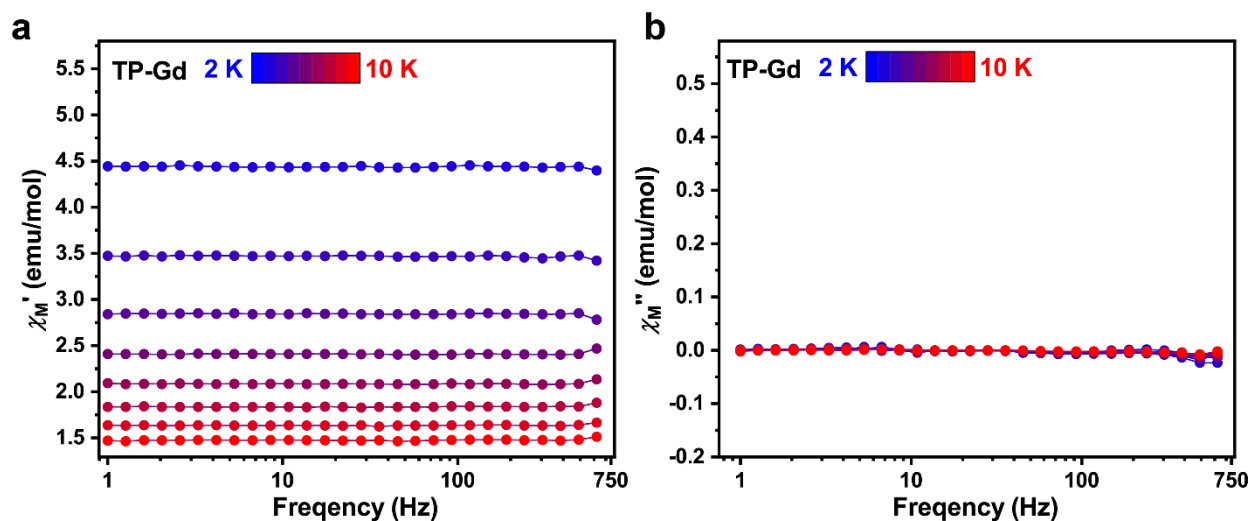 a
TP-Gd 2 K 10 K
χM' (emu/mol)
5.5
5.0
4.5
4.0
3.5
3.0
2.5
2.0
1.5
1 10 100 750
Freqency (Hz)
b
TP-Gd 2 K 10 K
χM" (emu/mol)
0.5
0.4
0.3
0.2
0.1
0.0
-0.1
-0.2
1 10 100 750
Freqency (Hz)